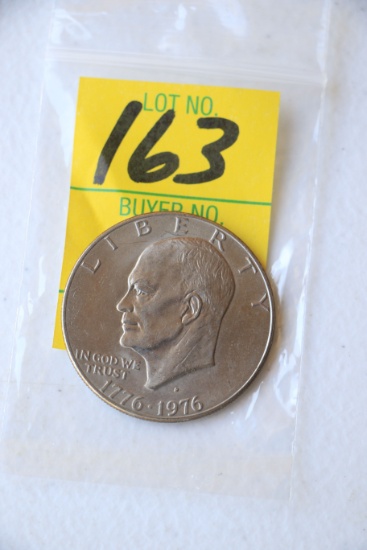 LOT NO.
163
BUYER NO.
LIBERTY
IN GOD WE
TRUST
1776·1976